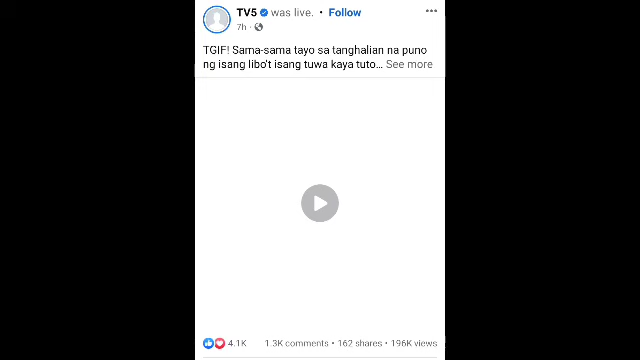 TV5 was live. • Follow
7h ·
TGIF! Sama-sama tayo sa tanghalian na puno
ng isang libo't isang tuwa kaya tuto... See more
4.1K 1.3K comments • 162 shares • 196K views